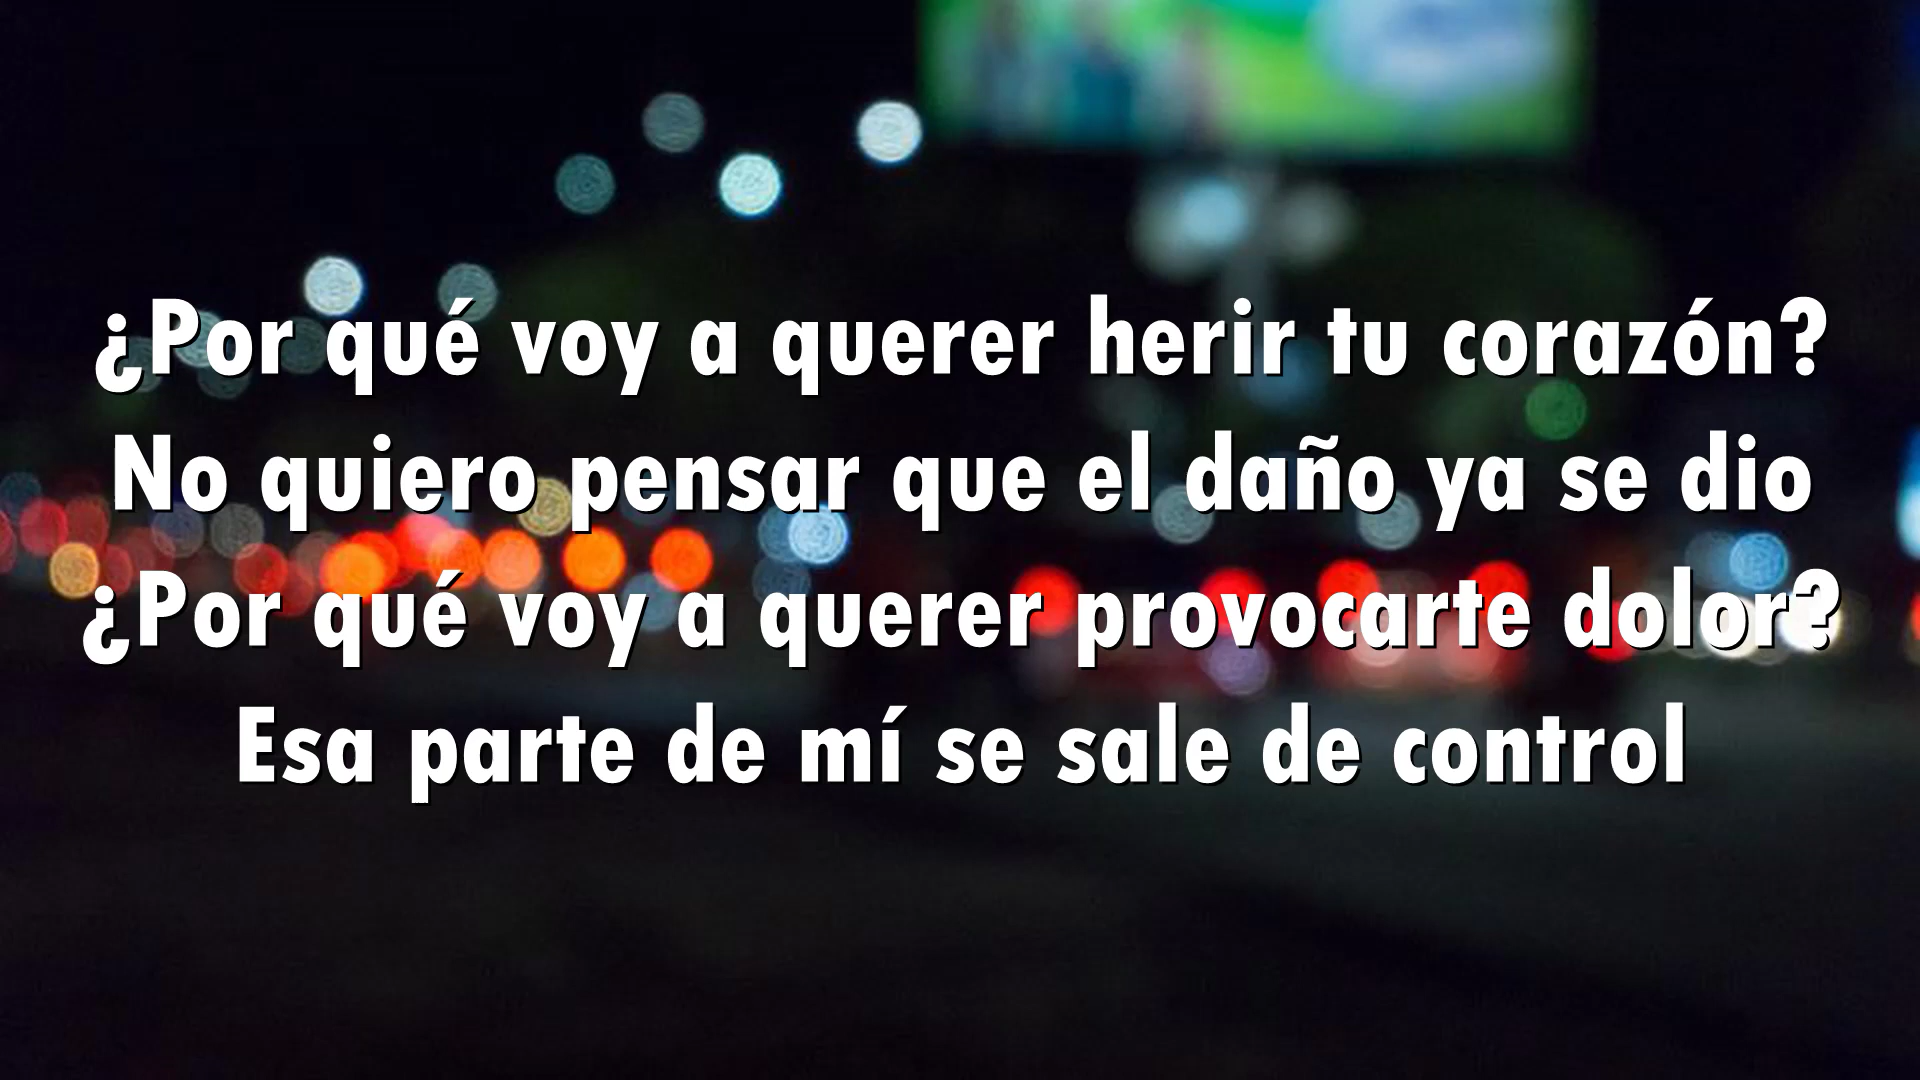 ¿Por qué voy a querer herir tu corazón?
No quiero pensar que el daño ya se dio
¿Por qué voy a querer provocarte dolor?
Esa parte de mí se sale de control